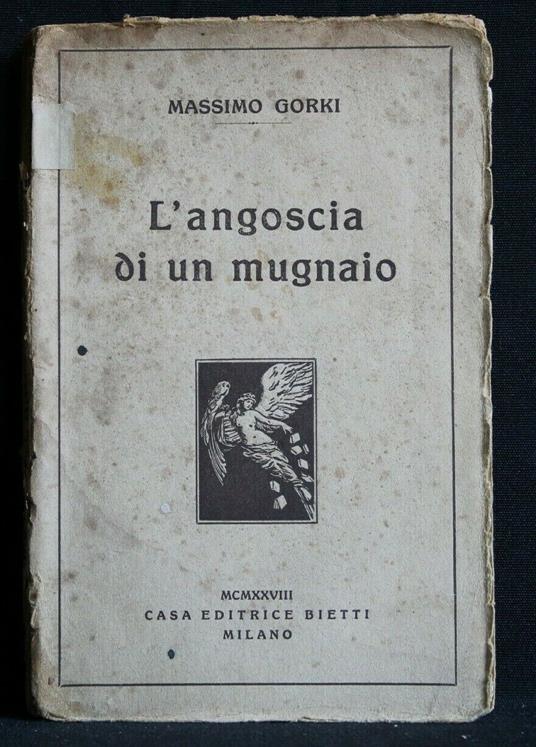 MASSIMO GORKI
L'angoscia
di un mugnaio
MCMXXVIII
CASA EDITRICE BIETTI
MILANO